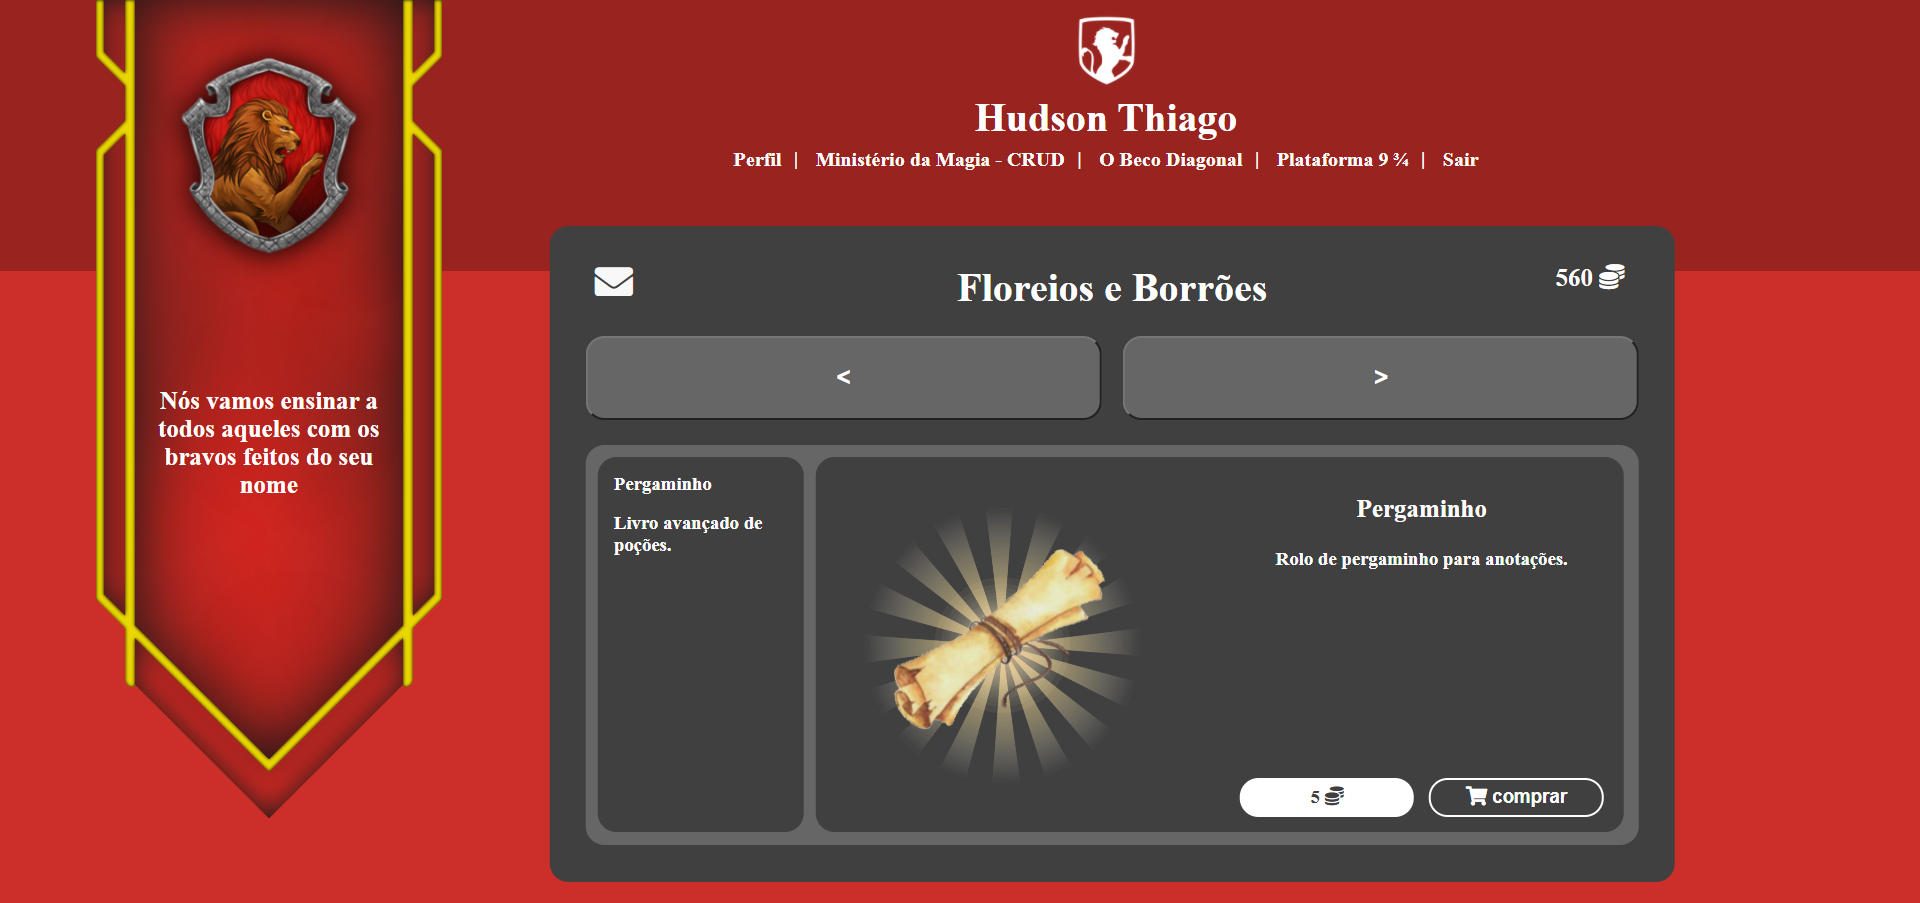 Hudson Thiago
Perfil | Ministério da Magia - CRUD | O Beco Diagonal | Plataforma 9 ¾ | Sair
Nós vamos ensinar a
todos aqueles com os
bravos feitos do seu
nome
Floreios e Borrões
560
< >
Pergaminho
Livro avançado de
poções.
Pergaminho
Rolo de pergaminho para anotações.
5
comprar